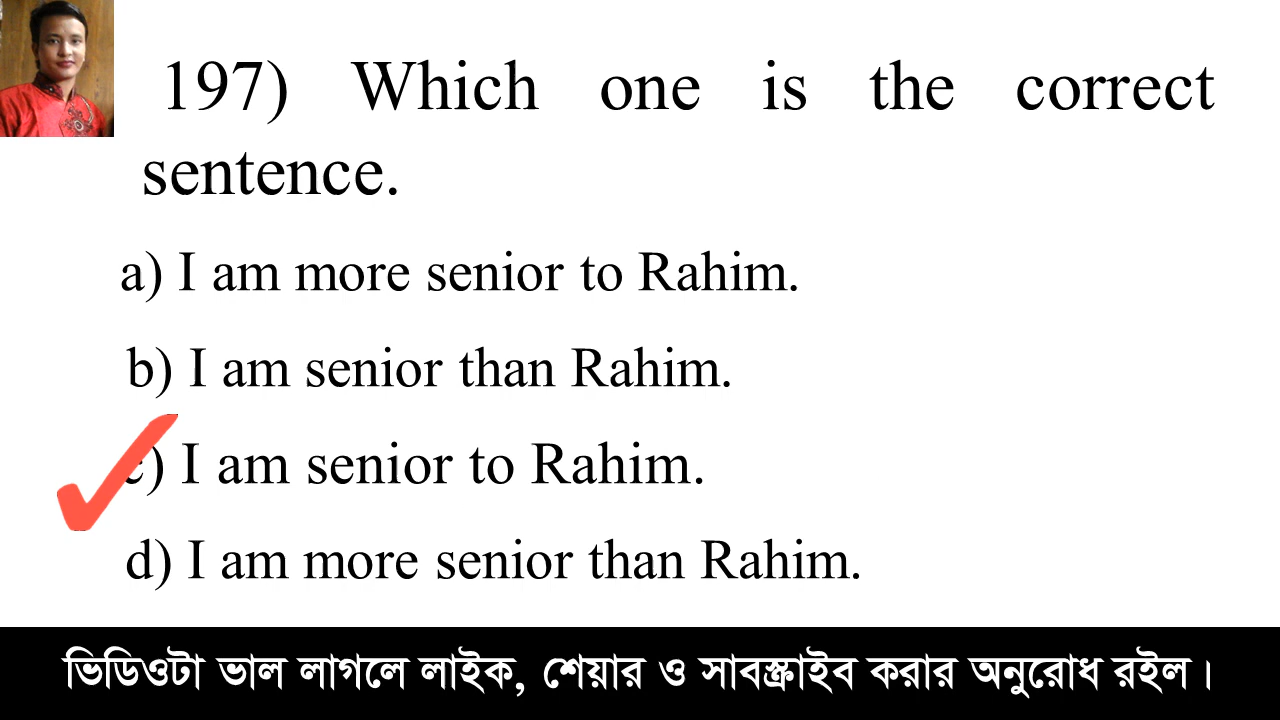 197) Which one is the correct
sentence.
a) I am more senior to Rahim.
b) I am senior than Rahim.
c) I am senior to Rahim.
d) I am more senior than Rahim.
ভিডিওটা ভাল লাগলে লাইক, শেয়ার ও সাবস্ক্রাইব করার অনুরোধ রইল।